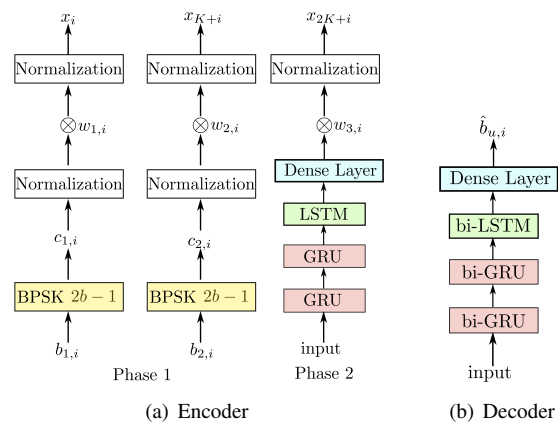 x_i
Normalization
⊗ w_{1,i}
Normalization
c_{1,i}
BPSK 2b − 1
b_{1,i}
x_{K+i}
Normalization
⊗ w_{2,i}
Normalization
c_{2,i}
BPSK 2b − 1
b_{2,i}
Phase 1
x_{2K+i}
Normalization
⊗ w_{3,i}
Dense Layer
LSTM
GRU
GRU
input
Phase 2
(a) Encoder
b̂_{u,i}
Dense Layer
bi-LSTM
bi-GRU
bi-GRU
input
(b) Decoder